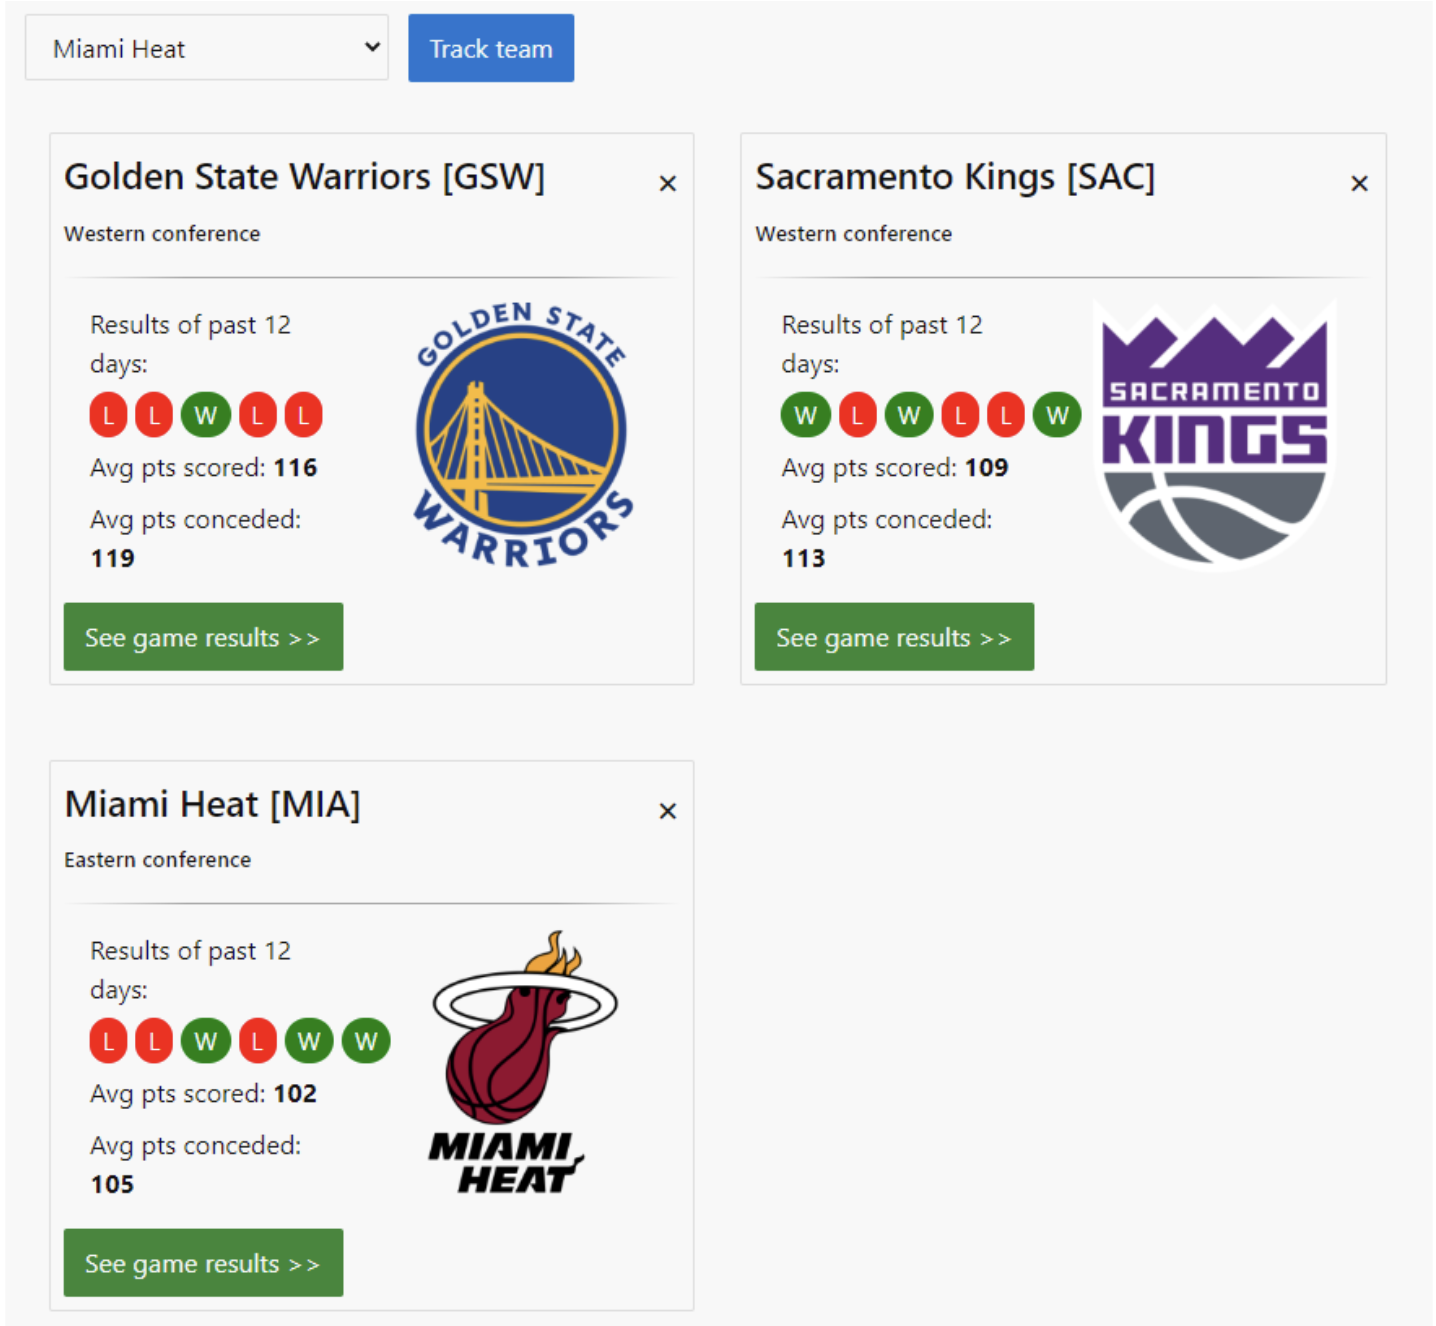 Miami Heat
Track team
Golden State Warriors [GSW]
×
Western conference
Results of past 12
days:
L L W L L
Avg pts scored: 116
Avg pts conceded:
119
GOLDEN STATE
WARRIORS
See game results >>
Sacramento Kings [SAC]
×
Western conference
Results of past 12
days:
W L W L L W
Avg pts scored: 109
Avg pts conceded:
113
SACRAMENTO
KINGS
See game results >>
Miami Heat [MIA]
×
Eastern conference
Results of past 12
days:
L L W L W W
Avg pts scored: 102
Avg pts conceded:
105
MIAMI
HEAT
See game results >>